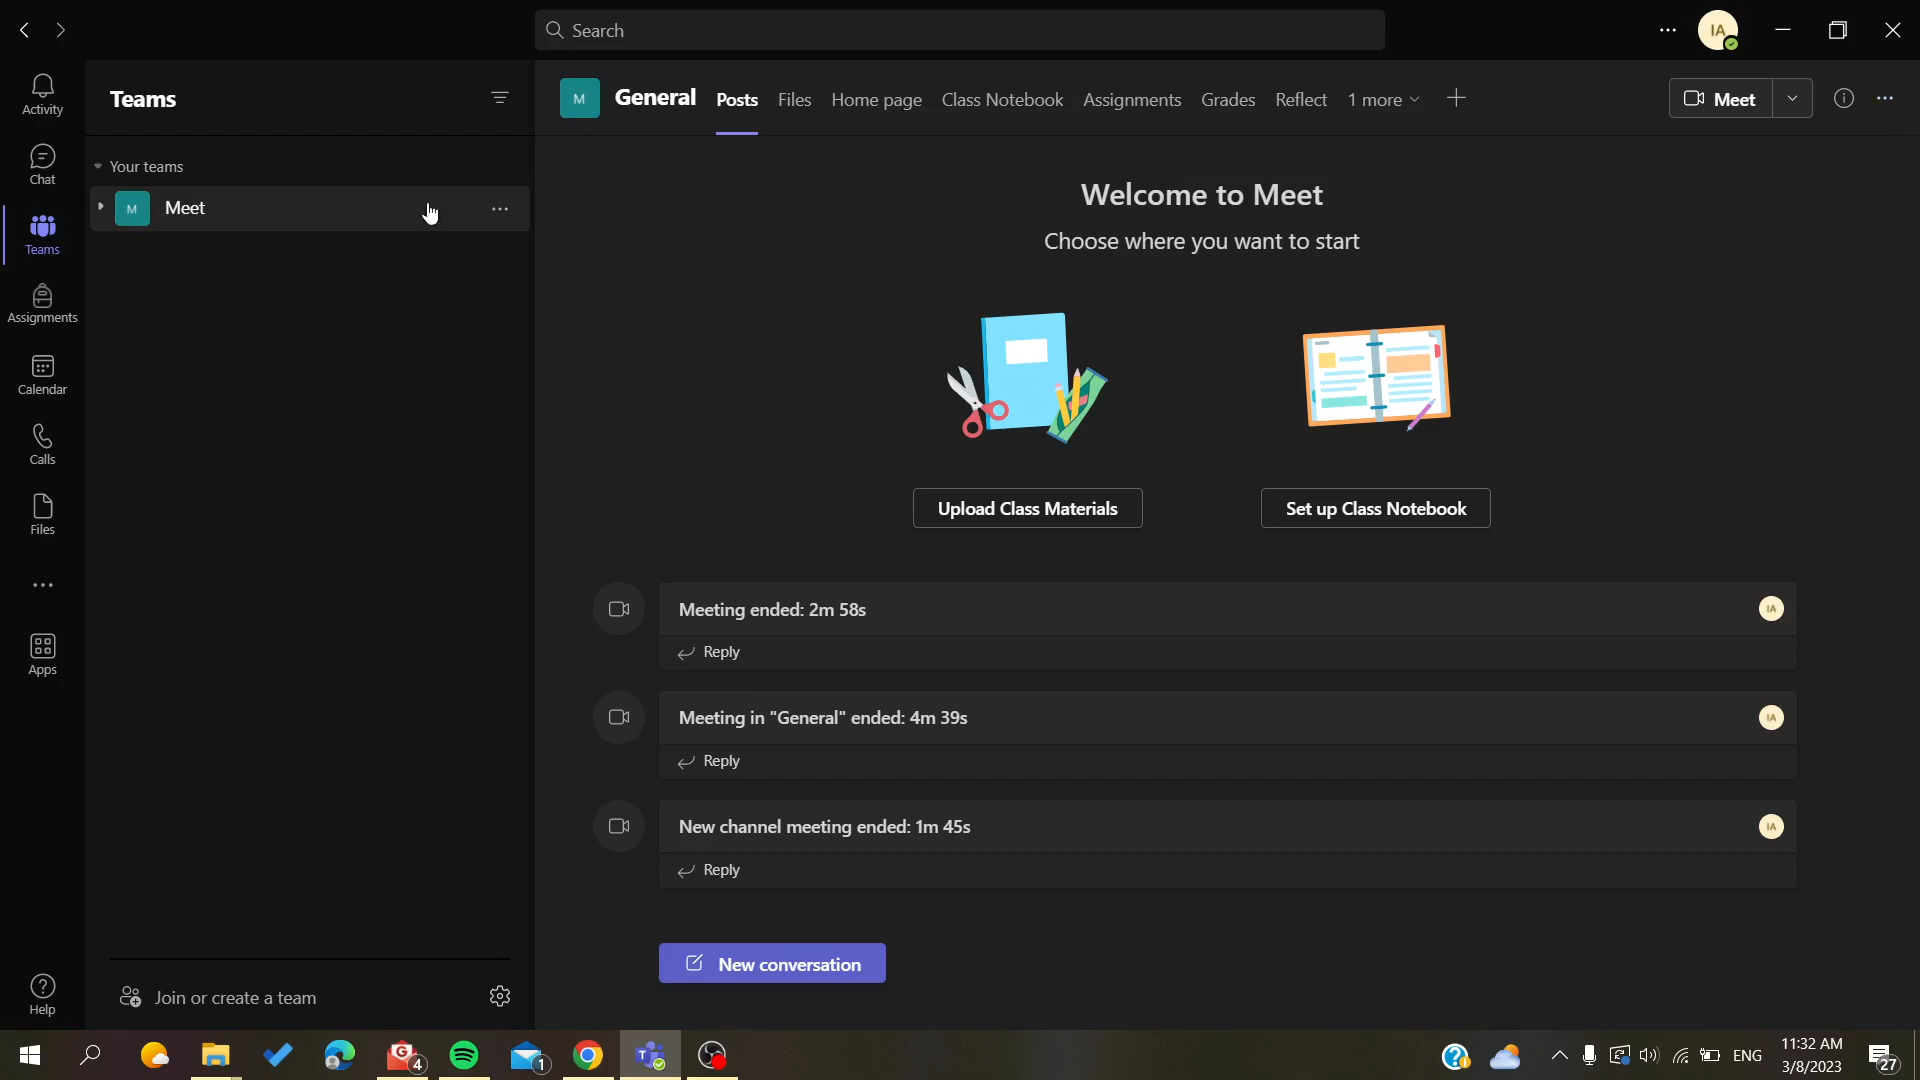 Search
IA
Activity
Chat
Teams
Assignments
Calendar
Calls
Files
Apps
Help
Teams
Your teams
M Meet
Join or create a team
M General Posts Files Home page Class Notebook Assignments Grades Reflect 1 more
Meet
Welcome to Meet
Choose where you want to start
Upload Class Materials Set up Class Notebook
Meeting ended: 2m 58s IA
Reply
Meeting in "General" ended: 4m 39s IA
Reply
New channel meeting ended: 1m 45s IA
Reply
New conversation
G 4 1 T ENG 11:32 AM
3/8/2023 27